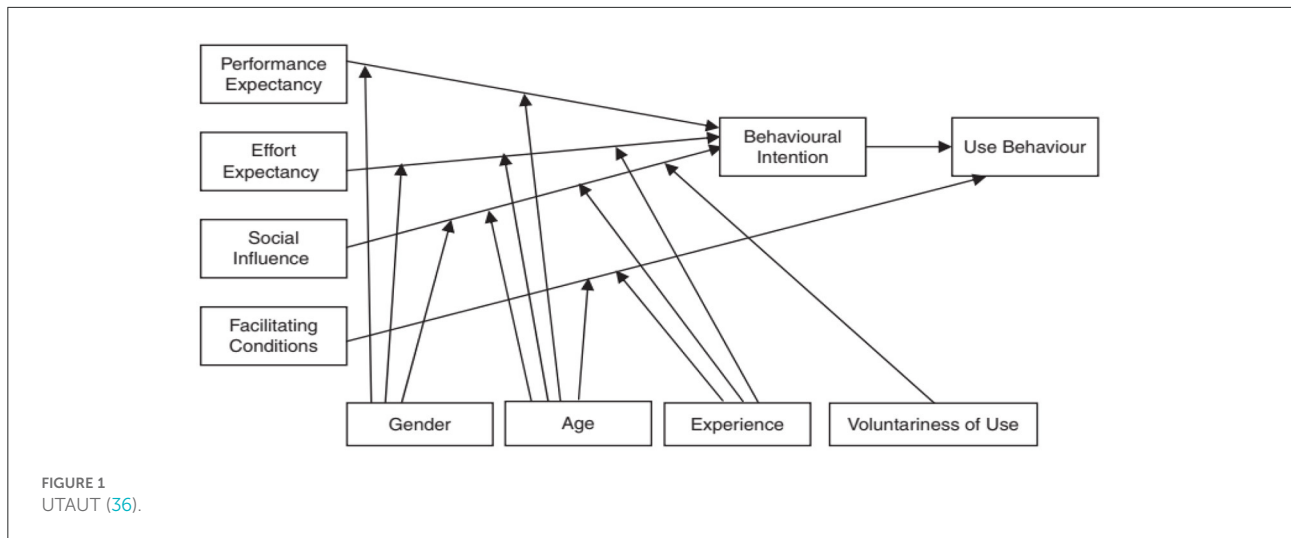 Performance
Expectancy
Effort
Expectancy
Social
Influence
Facilitating
Conditions
Behavioural
Intention
Use Behaviour
Gender
Age
Experience
Voluntariness of Use
FIGURE 1
UTAUT (36).